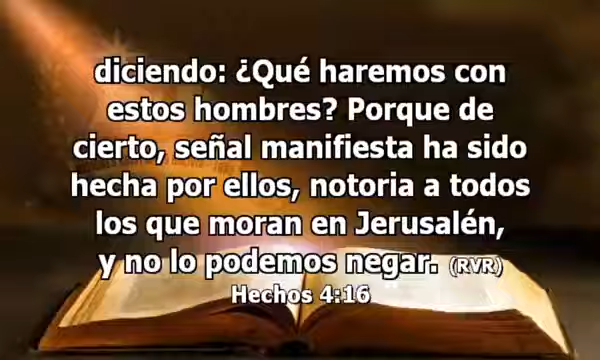 diciendo: ¿Qué haremos con
estos hombres? Porque de
cierto, señal manifiesta ha sido
hecha por ellos, notoria a todos
los que moran en Jerusalén,
y no lo podemos negar. (RVR)
Hechos 4:16